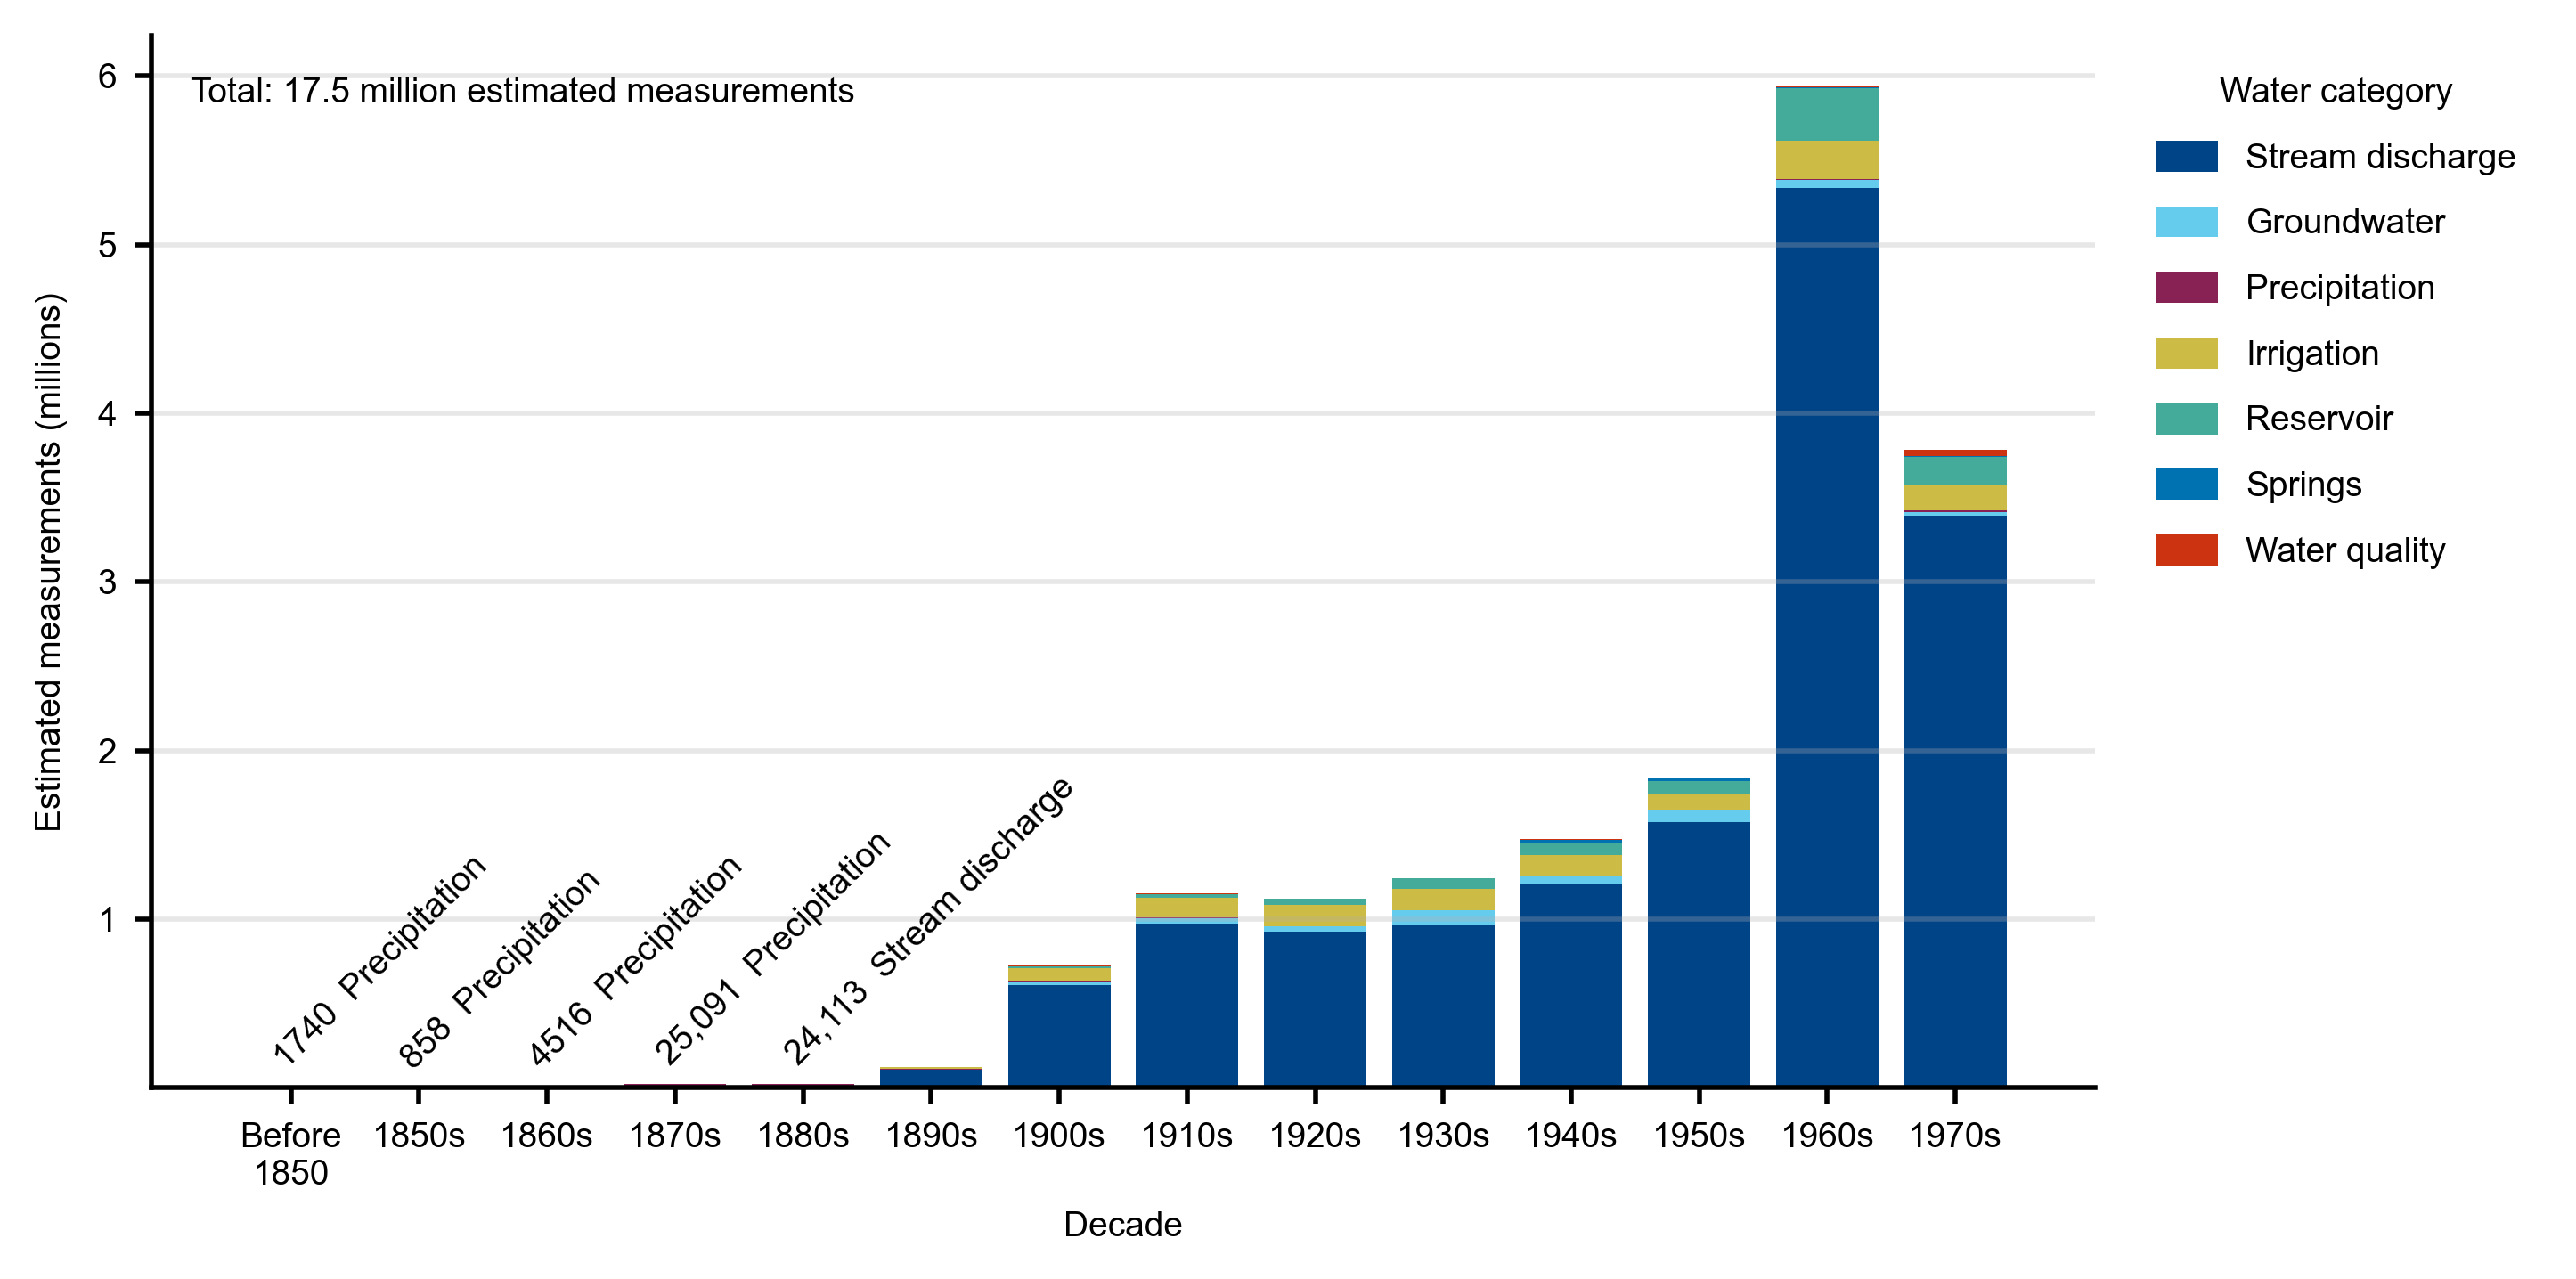 Total: 17.5 million estimated measurements
Estimated measurements (millions)
6
5
4
3
2
1
1740 Precipitation
858 Precipitation
4516 Precipitation
25,091 Precipitation
24,113 Stream discharge
Before
1850
1850s
1860s
1870s
1880s
1890s
1900s
1910s
1920s
1930s
1940s
1950s
1960s
1970s
Decade
Water category
Stream discharge
Groundwater
Precipitation
Irrigation
Reservoir
Springs
Water quality